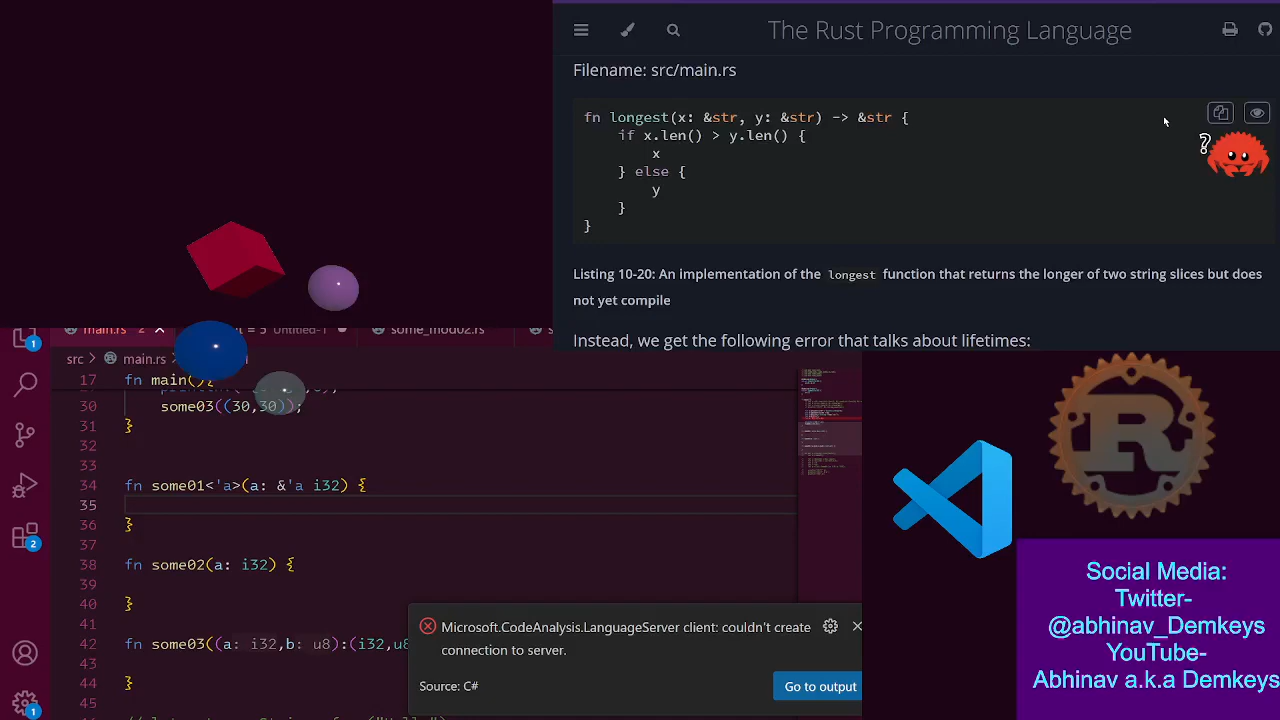 The Rust Programming Language
Filename: src/main.rs
fn longest(x: &str, y: &str) -> &str {
if x.len() > y.len() {
x
} else {
y
}
}
?
Listing 10-20: An implementation of the longest function that returns the longer of two string slices but does
not yet compile
Instead, we get the following error that talks about lifetimes:
main.rs 2
= 5 Untitled-1
some_mod02.rs
src > main.rs >
17 fn main(){
30 some03((30,30));
31 }
32
33
34 fn some01<'a>(a: &'a i32) {
35
36 }
37
38 fn some02(a: i32) {
39
40 }
41
42 fn some03((a: i32,b: u8):(i32,u8
43
44 }
45
1
2
1
Microsoft.CodeAnalysis.LanguageServer client: couldn't create
connection to server.
Source: C#
Go to output
R
Social Media:
Twitter-
@abhinav_Demkeys
YouTube-
Abhinav a.k.a Demkeys